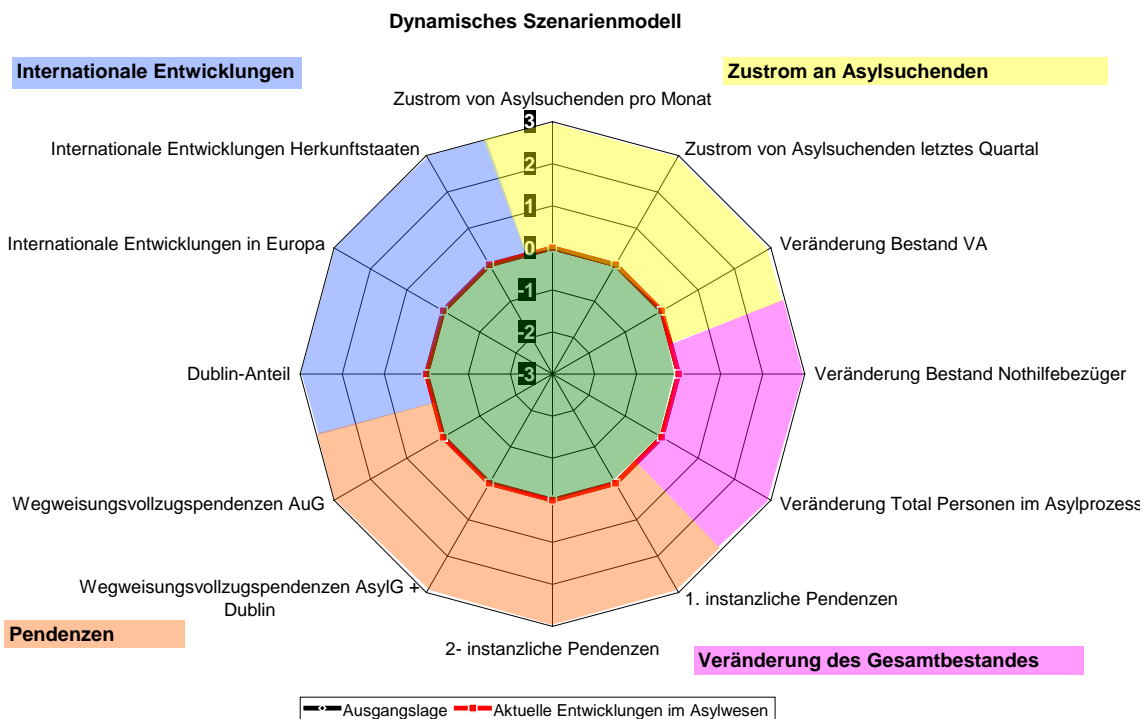 Dynamisches Szenarienmodell
Internationale Entwicklungen
Zustrom an Asylsuchenden
Zustrom von Asylsuchenden pro Monat
3
Internationale Entwicklungen Herkunftstaaten
Zustrom von Asylsuchenden letztes Quartal
2
1
Internationale Entwicklungen in Europa
0
Veränderung Bestand VA
-1
-2
Dublin-Anteil
-3
Veränderung Bestand Nothilfebezüger
Wegweisungsvollzugspendenzen AuG
Veränderung Total Personen im Asylprozess
Wegweisungsvollzugspendenzen AsylG +
Dublin
1. instanzliche Pendenzen
Pendenzen
2- instanzliche Pendenzen
Veränderung des Gesamtbestandes
Ausgangslage
Aktuelle Entwicklungen im Asylwesen